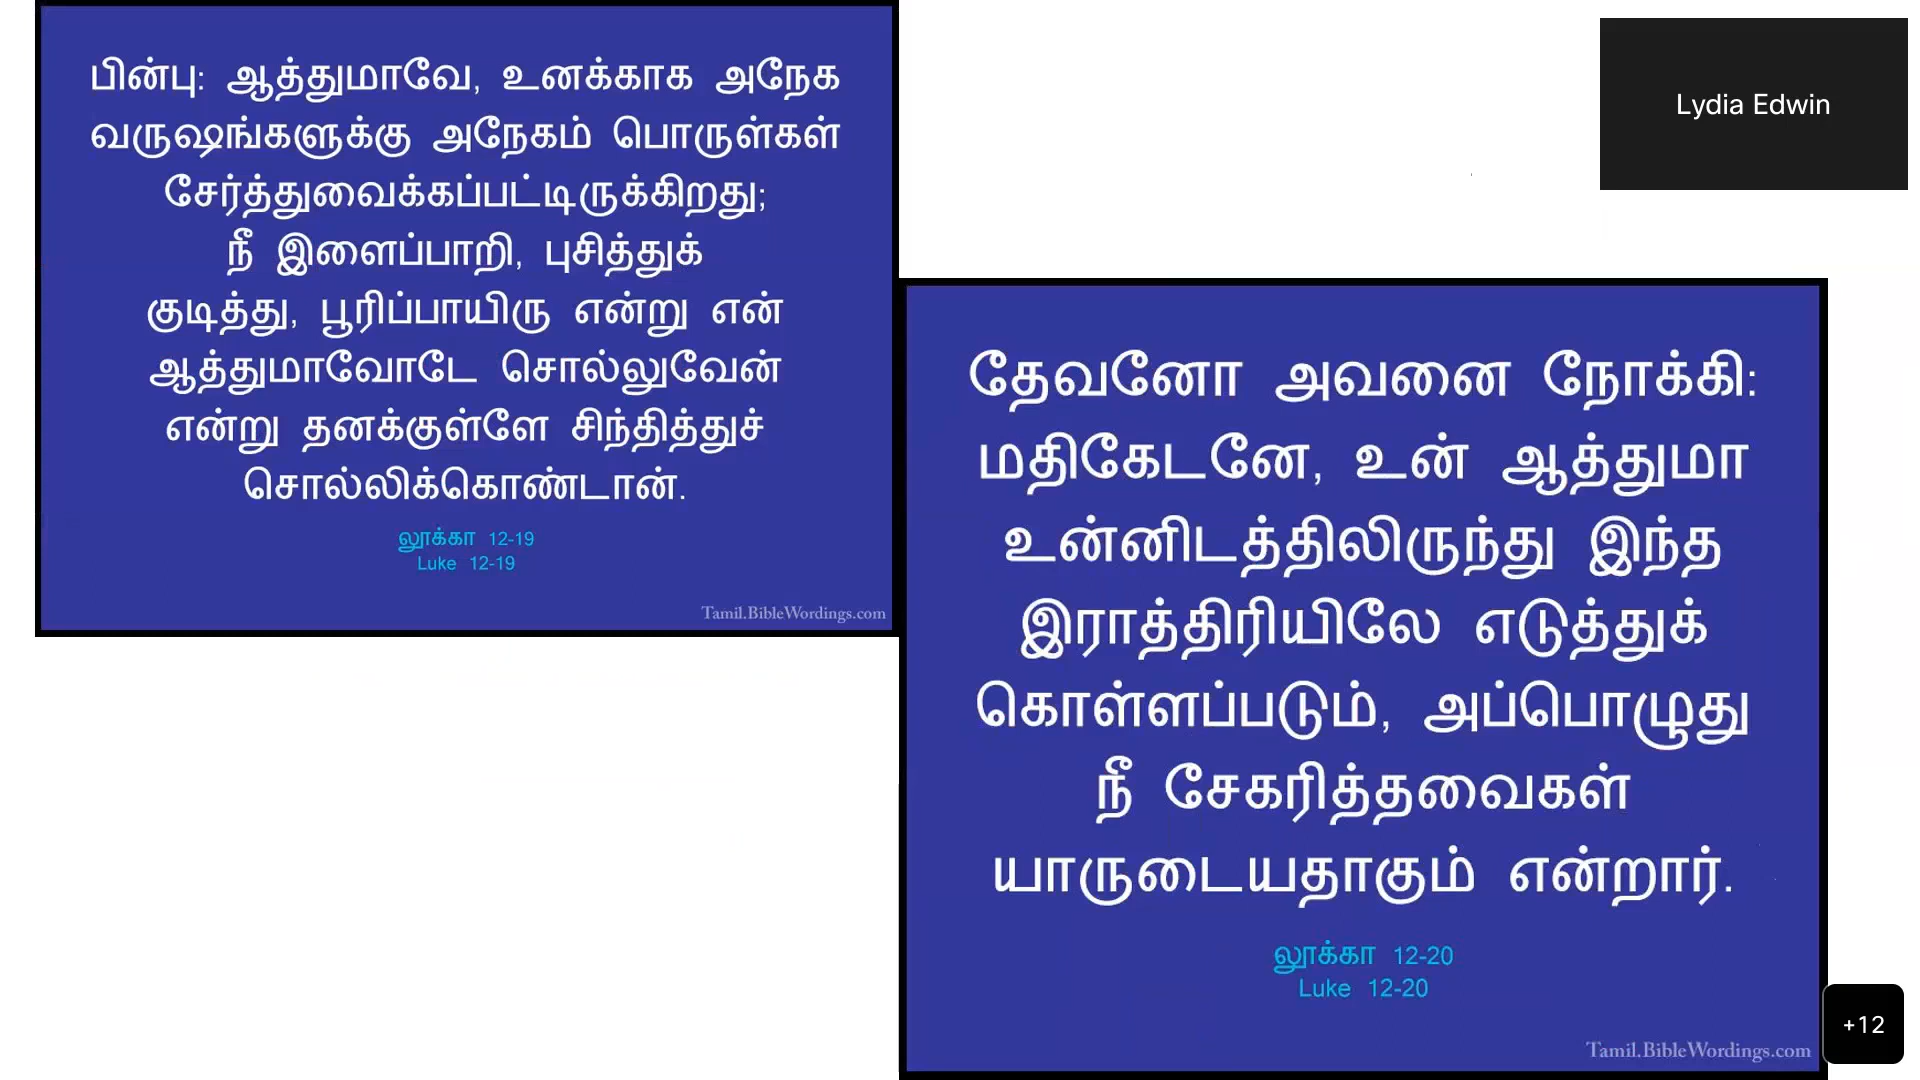 பின்பு: ஆத்துமாவே, உனக்காக அநேக
வருஷங்களுக்கு அநேகம் பொருள்கள்
சேர்த்துவைக்கப்பட்டிருக்கிறது;
நீ இளைப்பாறி, புசித்துக்
குடித்து, பூரிப்பாயிரு என்று என்
ஆத்துமாவோடே சொல்லுவேன்
என்று தனக்குள்ளே சிந்தித்துச்
சொல்லிக்கொண்டான்.
லூக்கா 12-19
Luke 12-19
Tamil.BibleWordings.com
Lydia Edwin
தேவனோ அவனை நோக்கி:
மதிகேடனே, உன் ஆத்துமா
உன்னிடத்திலிருந்து இந்த
இராத்திரியிலே எடுத்துக்
கொள்ளப்படும், அப்பொழுது
நீ சேகரித்தவைகள்
யாருடையதாகும் என்றார்.
லூக்கா 12-20
Luke 12-20
Tamil.BibleWordings.com
+12